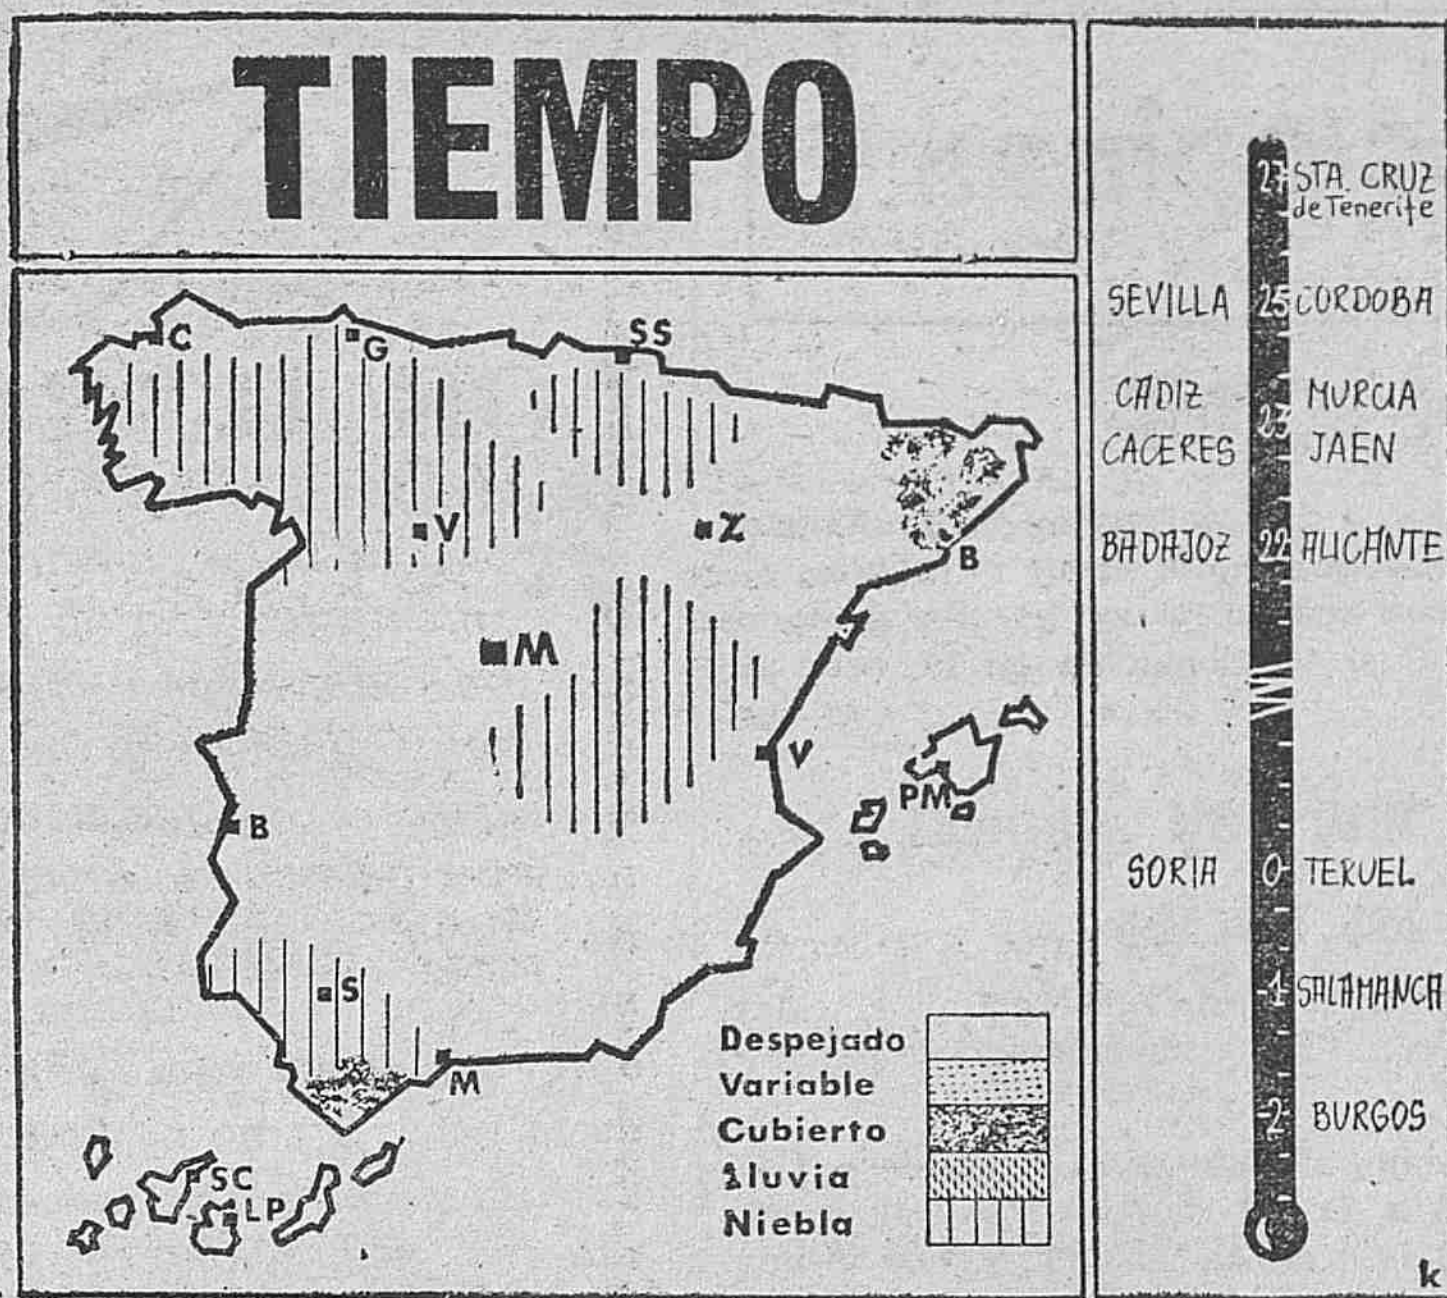 TIEMPO
C
G
SS
V
Z
B
M
V
PM
B
S
M
SC
LP
Despejado
Variable
Cubierto
Lluvia
Niebla
27 STA. CRUZ
de Tenerife
SEVILLA 25 CORDOBA
CADIZ MURCIA
23
CACERES JAEN
BADAJOZ 22 ALICANTE
SORIA 0 TERUEL
-1 SALAMANCA
-2 BURGOS
k